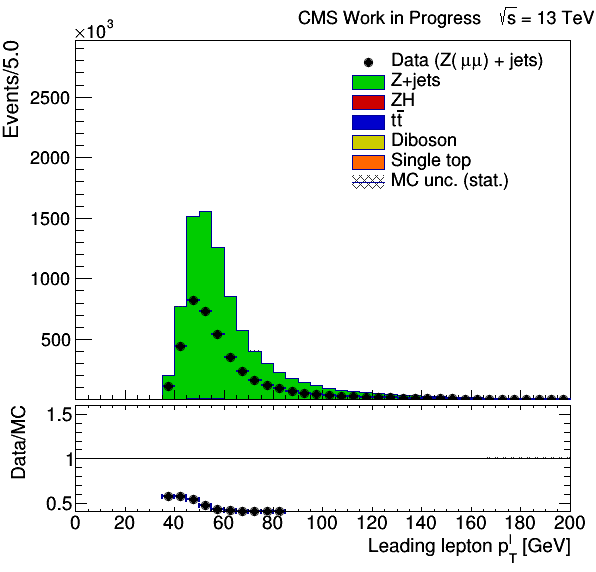 CMS Work in Progress √s = 13 TeV
×10³
Events/5.0
2500
2000
1500
1000
500
Data (Z(μμ) + jets)
Z+jets
ZH
tt̅
Diboson
Single top
MC unc. (stat.)
Data/MC
1.5
1
0.5
0 20 40 60 80 100 120 140 160 180 200
Leading lepton p_T^l [GeV]